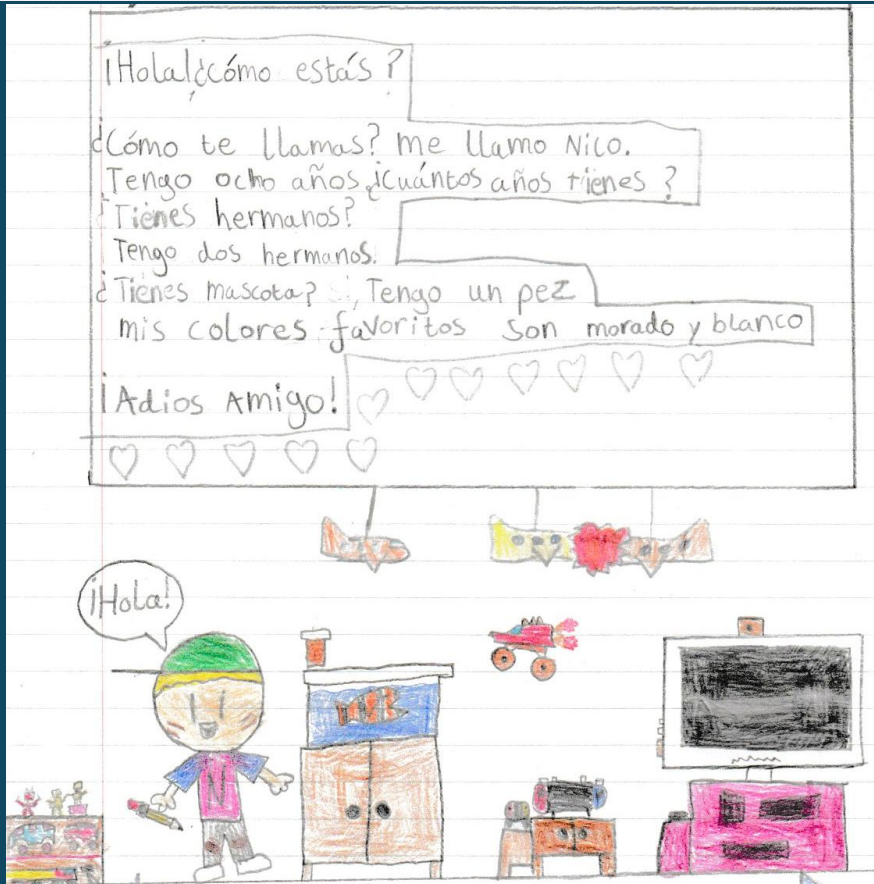 ¡Hola!¿cómo estás?
¿Cómo te llamas? me llamo Nico.
Tengo ocho años ¿Cuántos años tienes?
¿Tienes hermanos?
Tengo dos hermanos.
¿Tienes mascota? si, Tengo un pez
mis colores favoritos son morado y blanco
¡Adios Amigo!
¡Hola!
N